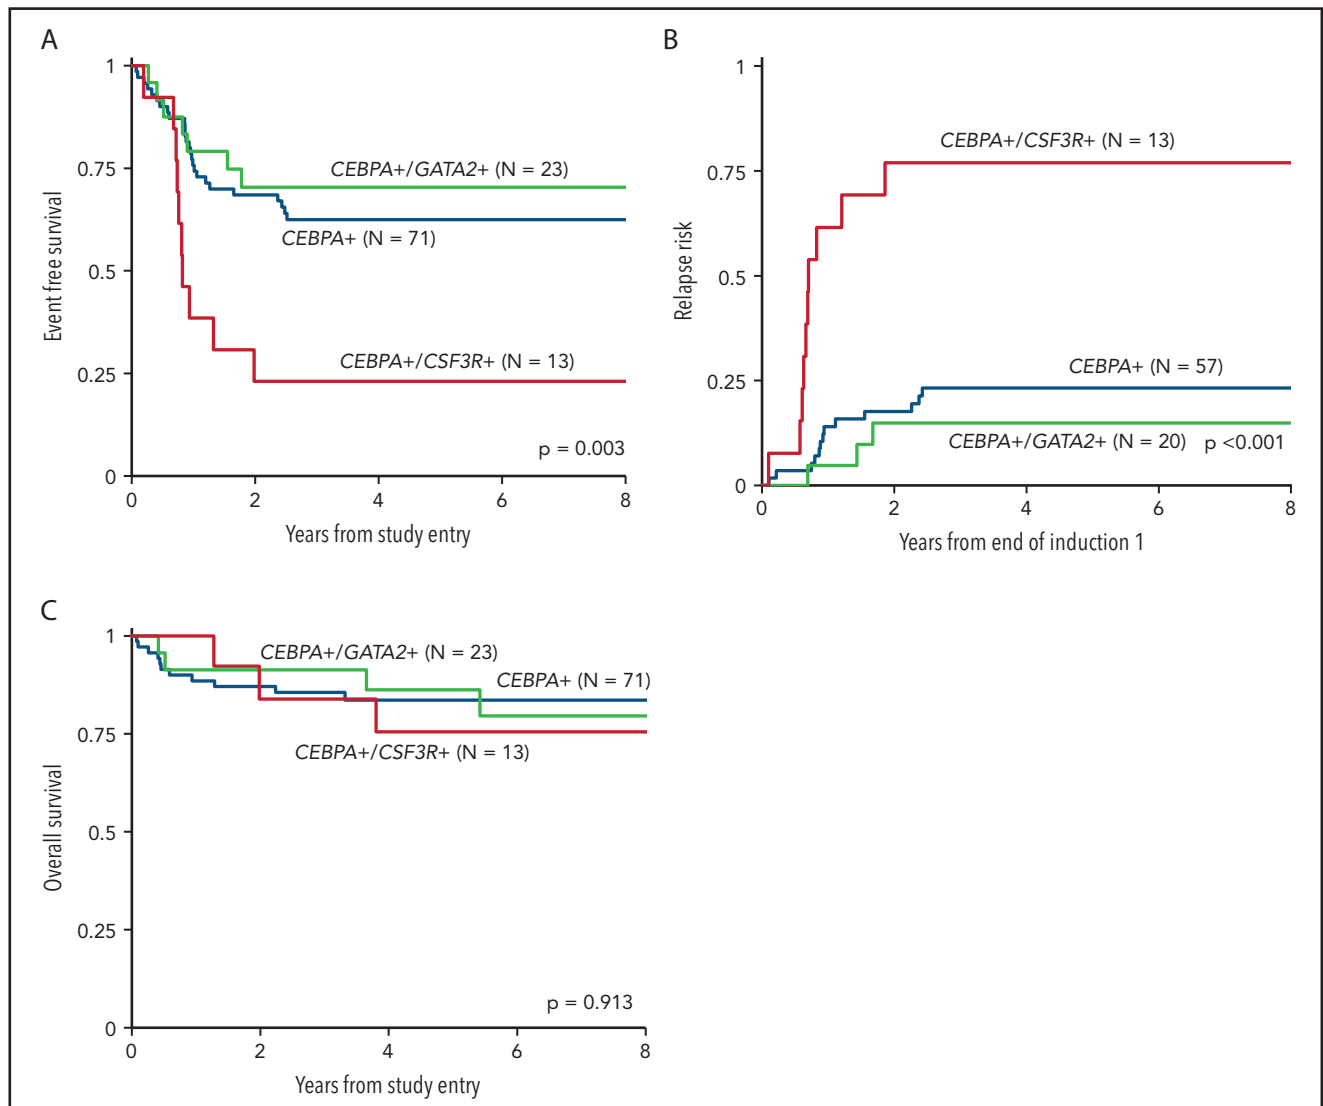 A
1
0.75
0.5
0.25
0
Event free survival
CEBPA+/GATA2+ (N = 23)
CEBPA+ (N = 71)
CEBPA+/CSF3R+ (N = 13)
p = 0.003
0 2 4 6 8
Years from study entry
B
1
0.75
0.5
0.25
0
Relapse risk
CEBPA+/CSF3R+ (N = 13)
CEBPA+ (N = 57)
CEBPA+/GATA2+ (N = 20) p <0.001
0 2 4 6 8
Years from end of induction 1
C
1
0.75
0.5
0.25
0
Overall survival
CEBPA+/GATA2+ (N = 23)
CEBPA+ (N = 71)
CEBPA+/CSF3R+ (N = 13)
p = 0.913
0 2 4 6 8
Years from study entry